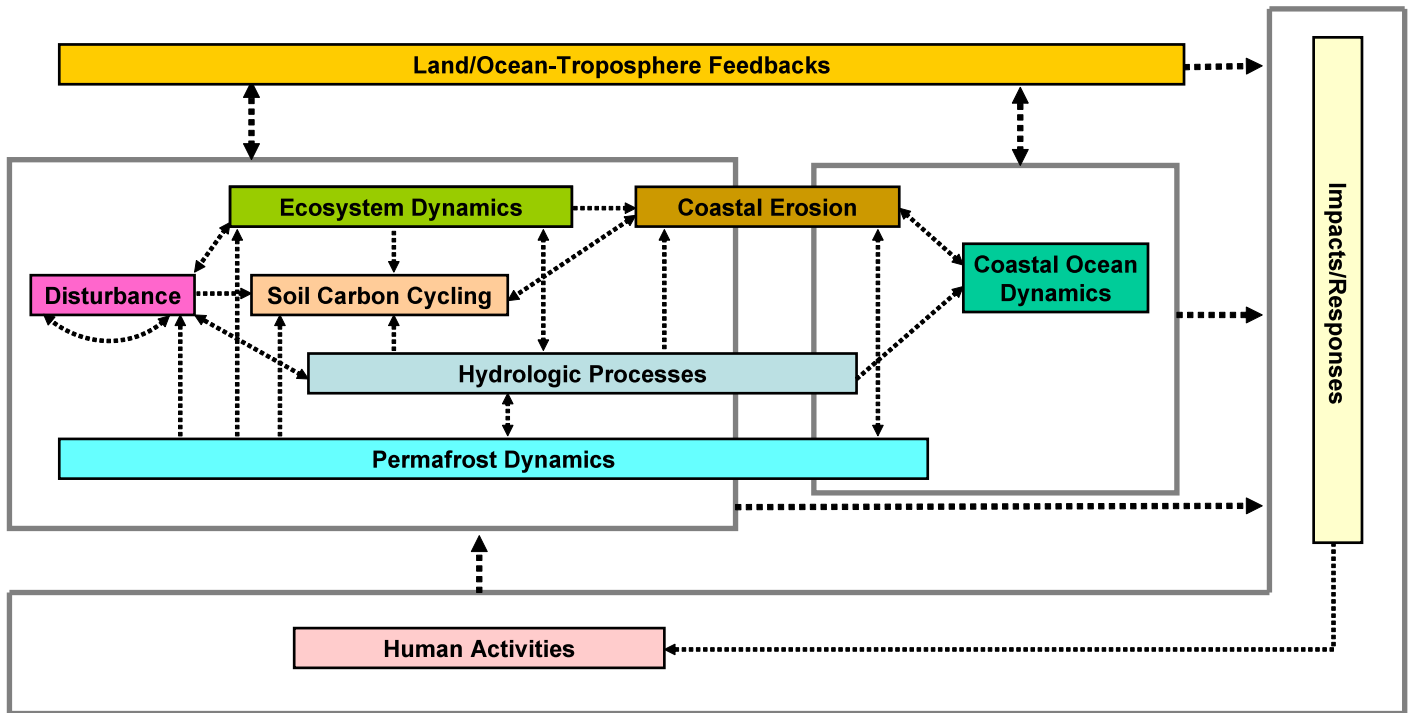 Land/Ocean-Troposphere Feedbacks
Impacts/Responses
Ecosystem Dynamics
Coastal Erosion
Coastal Ocean
Dynamics
Disturbance
Soil Carbon Cycling
Hydrologic Processes
Permafrost Dynamics
Human Activities